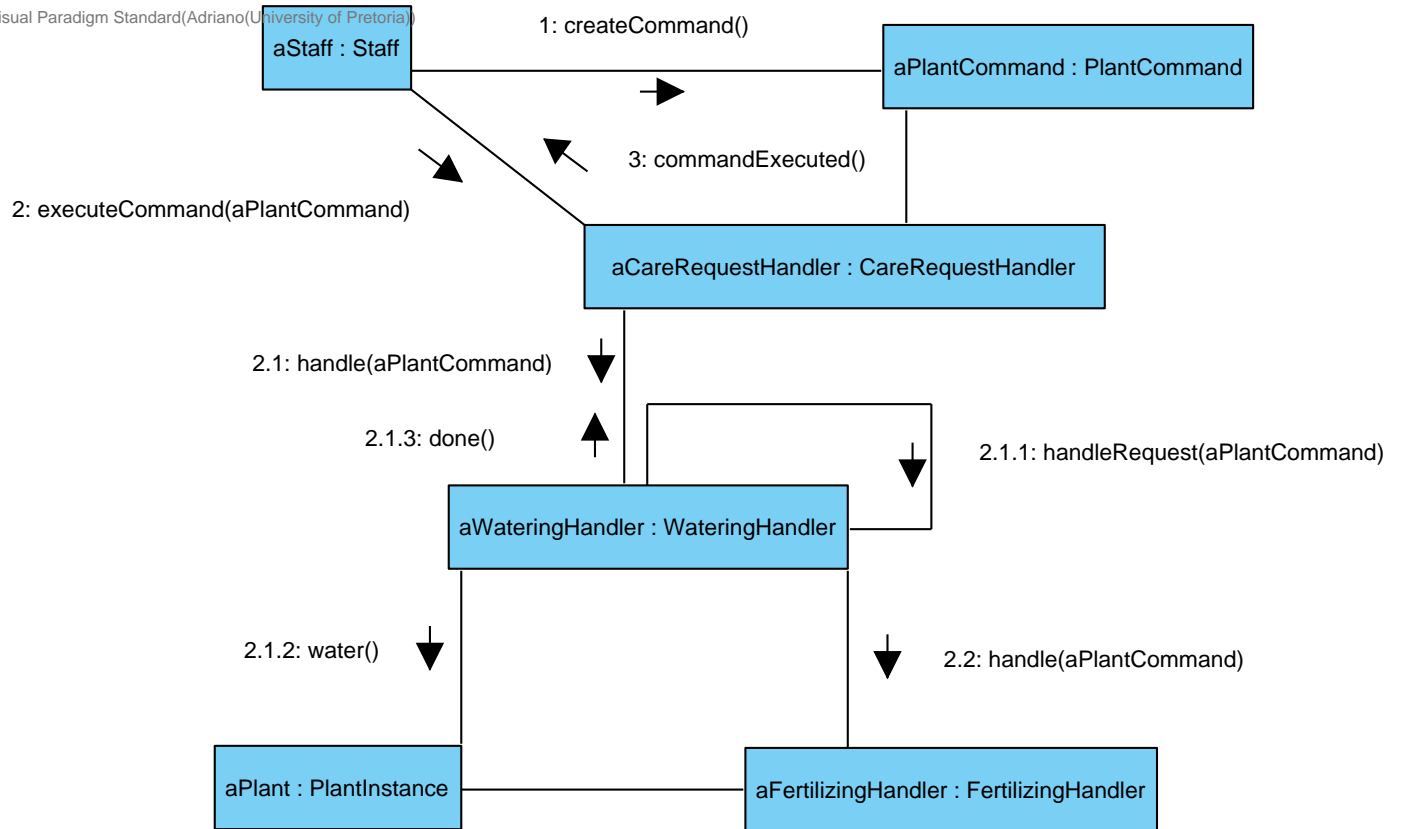 isual Paradigm Standard(Adriano(University of Pretoria))
1: createCommand()
aStaff : Staff
aPlantCommand : PlantCommand
3: commandExecuted()
2: executeCommand(aPlantCommand)
aCareRequestHandler : CareRequestHandler
2.1: handle(aPlantCommand)
2.1.3: done()
2.1.1: handleRequest(aPlantCommand)
aWateringHandler : WateringHandler
2.1.2: water()
2.2: handle(aPlantCommand)
aPlant : PlantInstance
aFertilizingHandler : FertilizingHandler